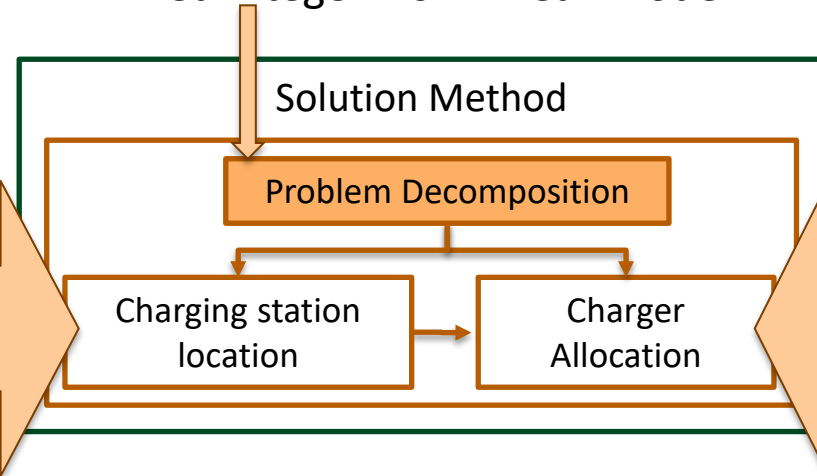 Solution Method
Problem Decomposition
Charging station
location
Charger
Allocation